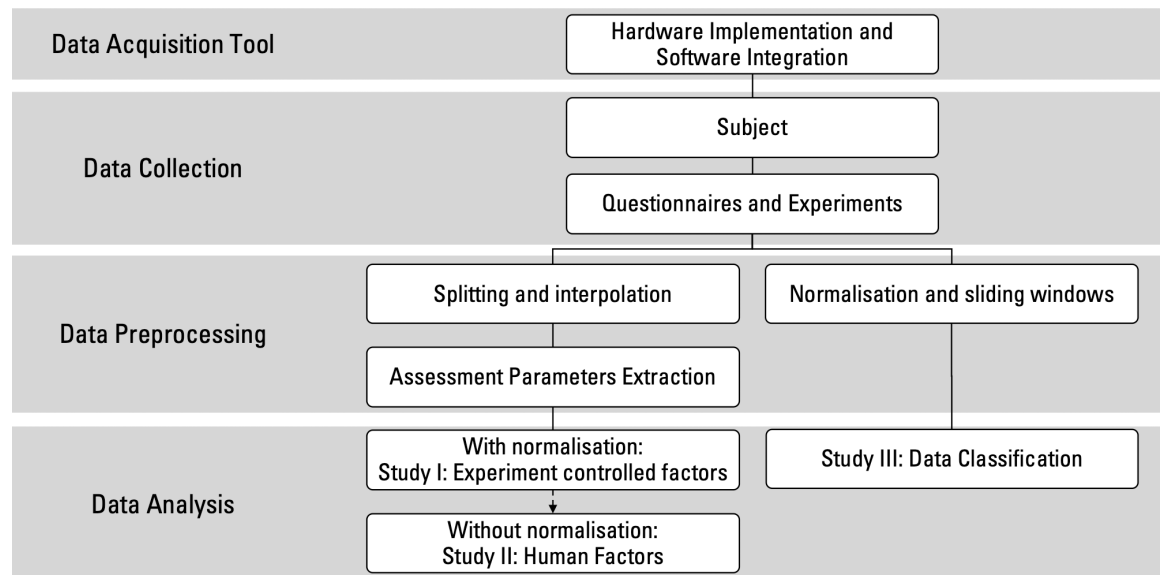 Data Acquisition Tool
Hardware Implementation and
Software Integration
Data Collection
Subject
Questionnaires and Experiments
Data Preprocessing
Splitting and interpolation
Normalisation and sliding windows
Assessment Parameters Extraction
Data Analysis
With normalisation:
Study I: Experiment controlled factors
Study III: Data Classification
Without normalisation:
Study II: Human Factors